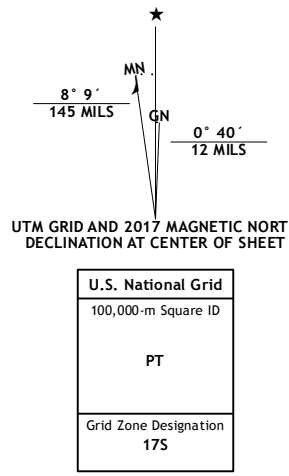 ★
MN
GN
8° 9´
145 MILS
0° 40´
12 MILS
UTM GRID AND 2017 MAGNETIC NORT
DECLINATION AT CENTER OF SHEET
U.S. National Grid
100,000-m Square ID
PT
Grid Zone Designation
17S